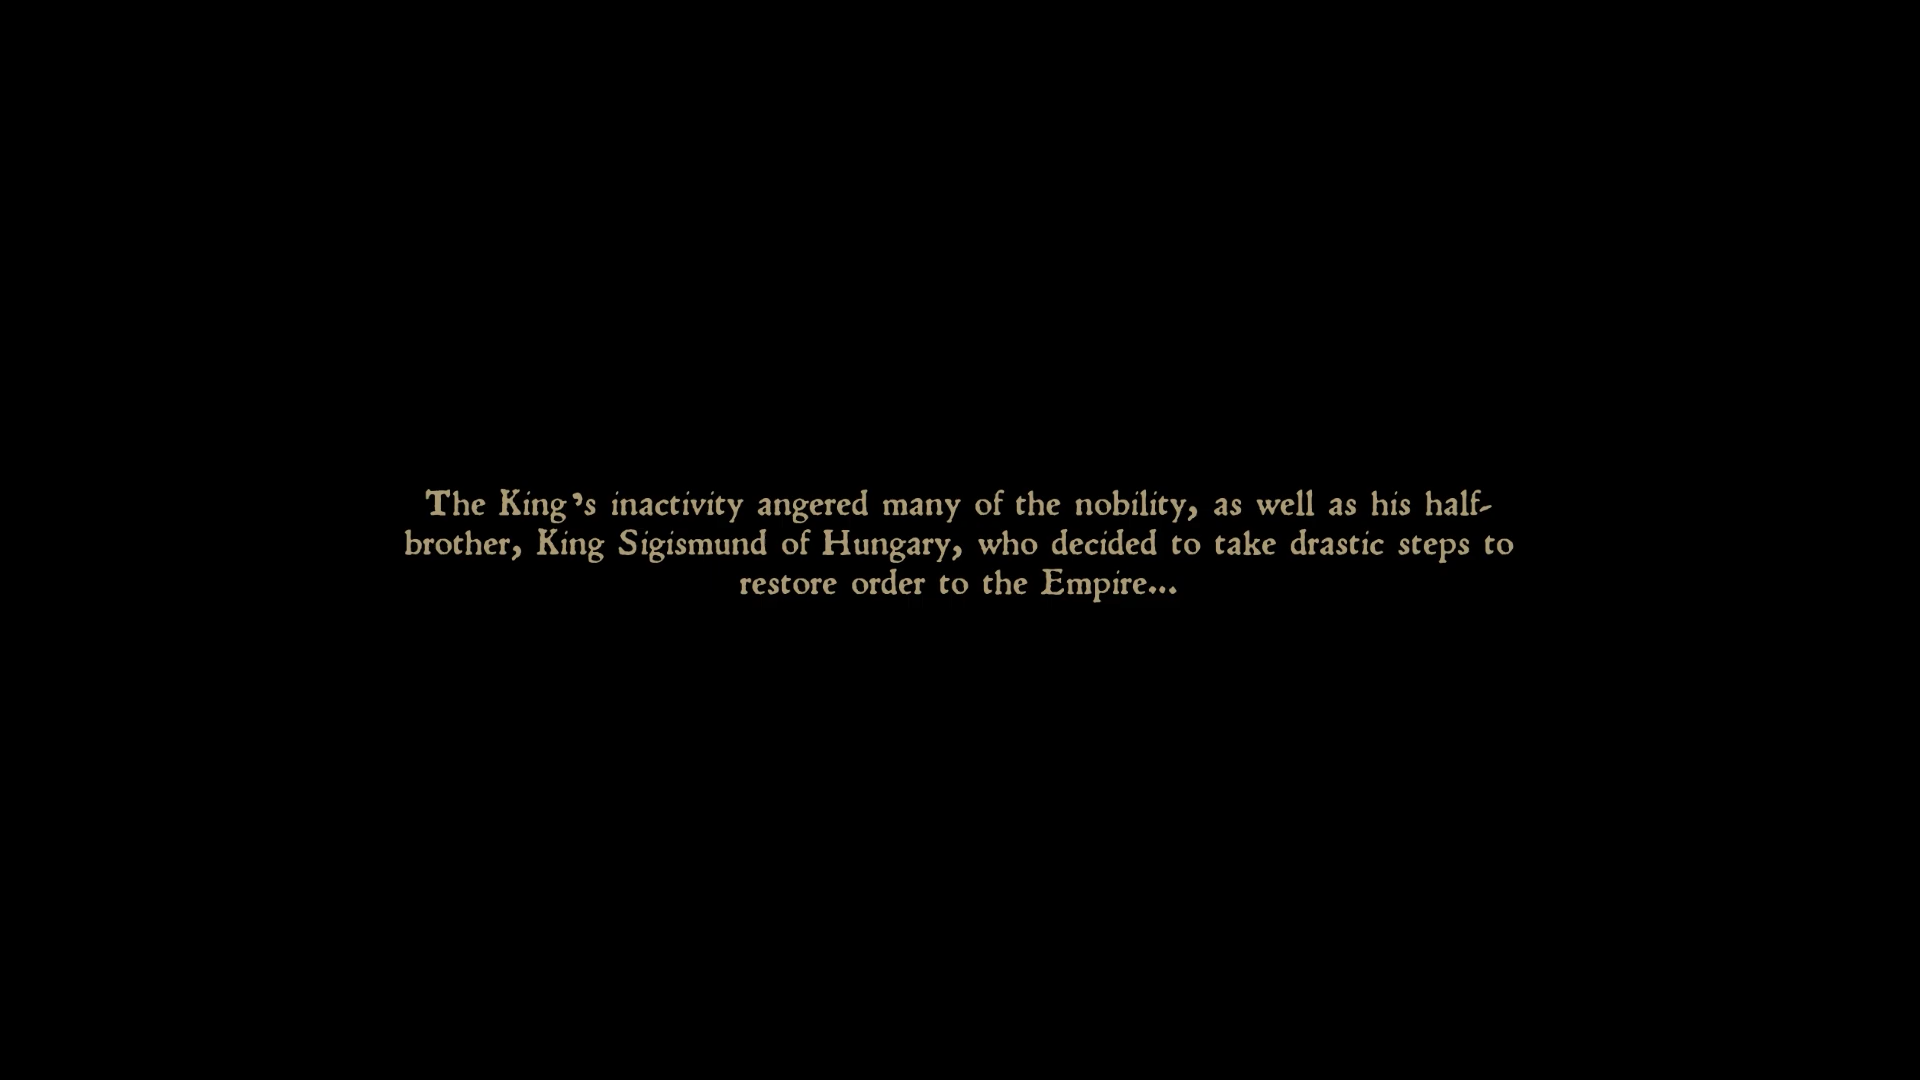 The King's inactivity angered many of the nobility, as well as his half-
brother, King Sigismund of Hungary, who decided to take drastic steps to
restore order to the Empire...